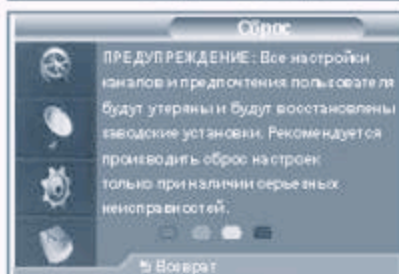 Сброс
ПРЕДУПРЕЖДЕНИЕ: Все настройки
каналов и предпочтения пользователя
будут утеряны и будут восстановлены
заводские установки. Рекомендуется
производить сброс настроек
только при наличии серьезных
неисправностей.
Возврат